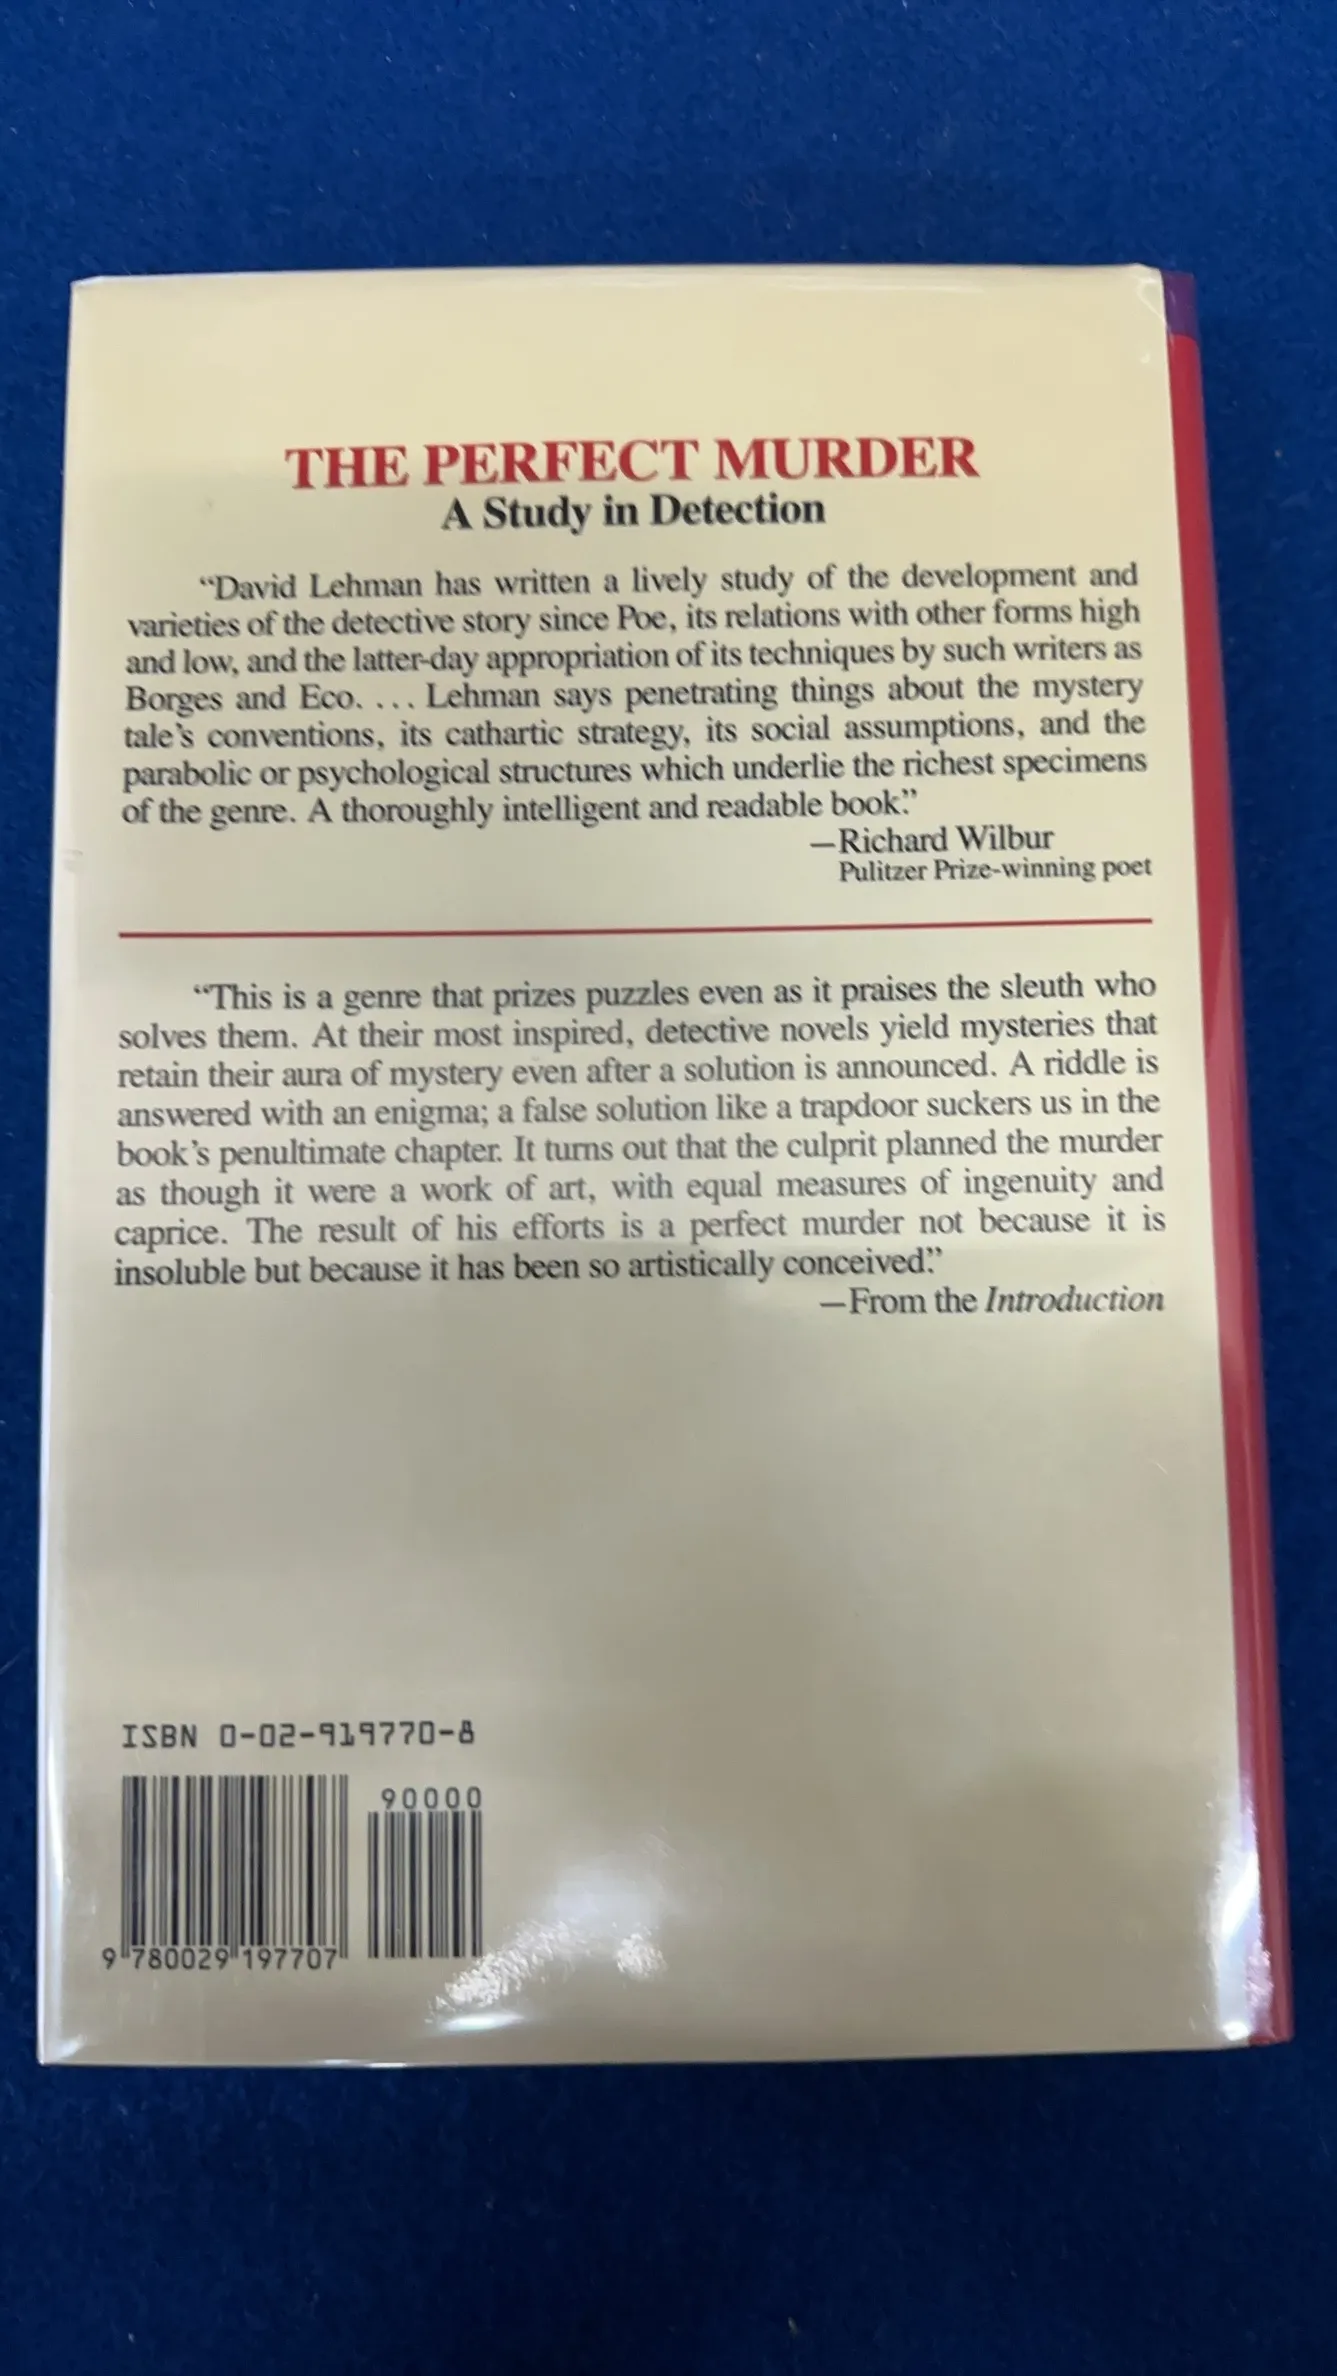 THE PERFECT MURDER
A Study in Detection
“David Lehman has written a lively study of the development and
varieties of the detective story since Poe, its relations with other forms high
and low, and the latter-day appropriation of its techniques by such writers as
Borges and Eco. ... Lehman says penetrating things about the mystery
tale’s conventions, its cathartic strategy, its social assumptions, and the
parabolic or psychological structures which underlie the richest specimens
of the genre. A thoroughly intelligent and readable book.”
—Richard Wilbur
Pulitzer Prize-winning poet
“This is a genre that prizes puzzles even as it praises the sleuth who
solves them. At their most inspired, detective novels yield mysteries that
retain their aura of mystery even after a solution is announced. A riddle is
answered with an enigma; a false solution like a trapdoor suckers us in the
book’s penultimate chapter. It turns out that the culprit planned the murder
as though it were a work of art, with equal measures of ingenuity and
caprice. The result of his efforts is a perfect murder not because it is
insoluble but because it has been so artistically conceived.”
—From the Introduction
ISBN 0-02-919770-8
90000
9 780029 197707